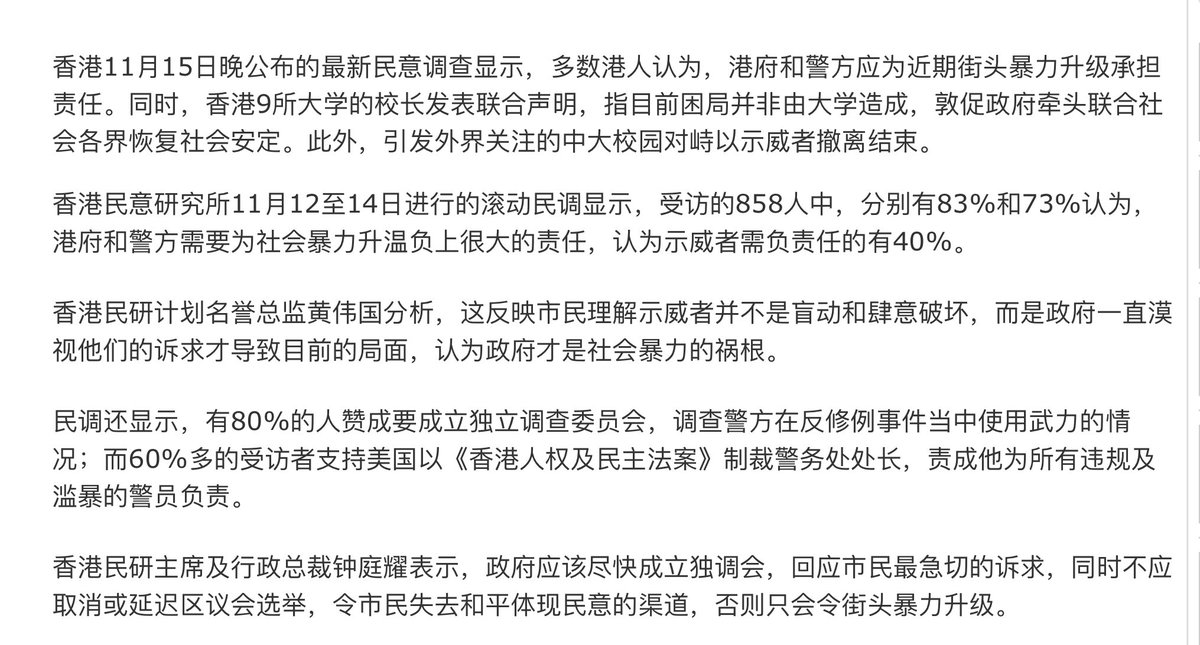 香港11月15日晚公布的最新民意调查显示，多数港人认为，港府和警方应为近期街头暴力升级承担
责任。同时，香港9所大学的校长发表联合声明，指目前困局并非由大学造成，敦促政府牵头联合社
会各界恢复社会安定。此外，引发外界关注的中大校园对峙以示威者撤离结束。
香港民意研究所11月12至14日进行的滚动民调显示，受访的858人中，分别有83%和73%认为，
港府和警方需要为社会暴力升温负上很大的责任，认为示威者需负责任的有40%。
香港民研计划名誉总监黄伟国分析，这反映市民理解示威者并不是盲动和肆意破坏，而是政府一直漠
视他们的诉求才导致目前的局面，认为政府才是社会暴力的祸根。
民调还显示，有80%的人赞成要成立独立调查委员会，调查警方在反修例事件当中使用武力的情
况；而60%多的受访者支持美国以《香港人权及民主法案》制裁警务处处长，责成他为所有违规及
滥暴的警员负责。
香港民研主席及行政总裁钟庭耀表示，政府应该尽快成立独调会，回应市民最急切的诉求，同时不应
取消或延迟区议会选举，令市民失去和平体现民意的渠道，否则只会令街头暴力升级。